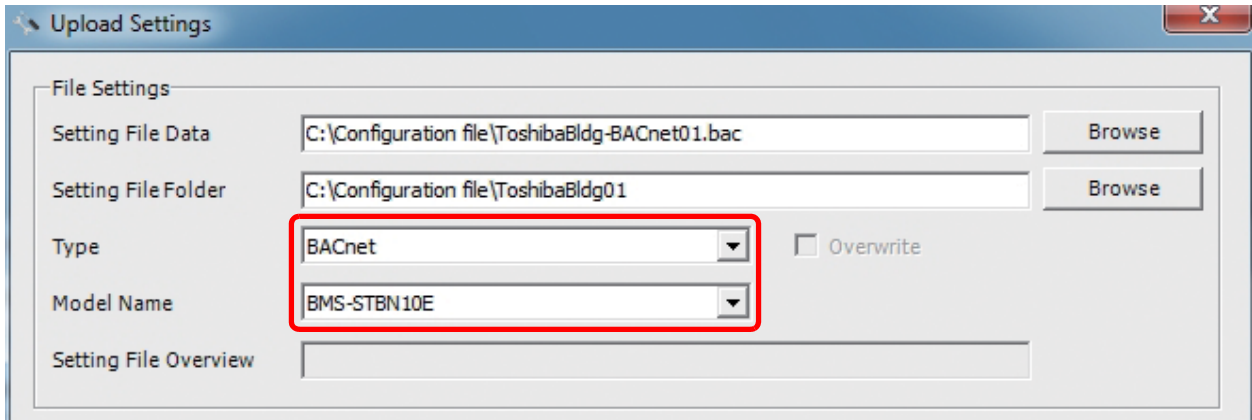 Upload Settings
File Settings
Setting File Data C:\Configuration file\ToshibaBldg-BACnet01.bac Browse
Setting File Folder C:\Configuration file\ToshibaBldg01 Browse
Type BACnet Overwrite
Model Name BMS-STBN10E
Setting File Overview